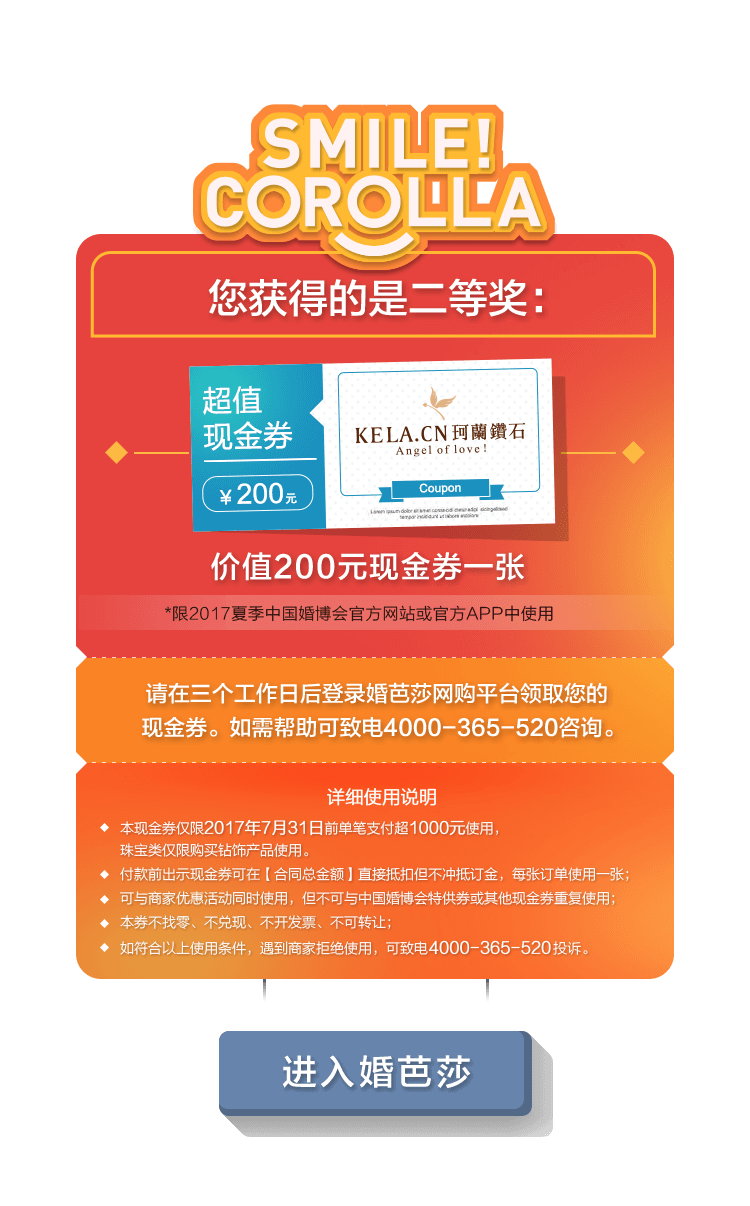 SMILE!
COROLLA
您获得的是二等奖：
超值
现金券
¥200元
KELA.CN 珂蘭鑽石
Angel of love!
Coupon
Lorem ipsum dolor sit amet
tempor incididunt ut labore
价值200元现金券一张
*限2017夏季中国婚博会官方网站或官方APP中使用
请在三个工作日后登录婚芭莎网购平台领取您的
现金券。如需帮助可致电4000-365-520咨询。
详细使用说明
本现金券仅限2017年7月31日前单笔支付超1000元使用，
珠宝类仅限购买钻饰产品使用。
付款前出示现金券可在【合同总金额】直接抵扣但不冲抵订金，每张订单使用一张；
可与商家优惠活动同时使用，但不可与中国婚博会特供券或其他现金券重复使用；
本券不找零、不兑现、不开发票、不可转让；
如符合以上使用条件，遇到商家拒绝使用，可致电4000-365-520投诉。
进入婚芭莎